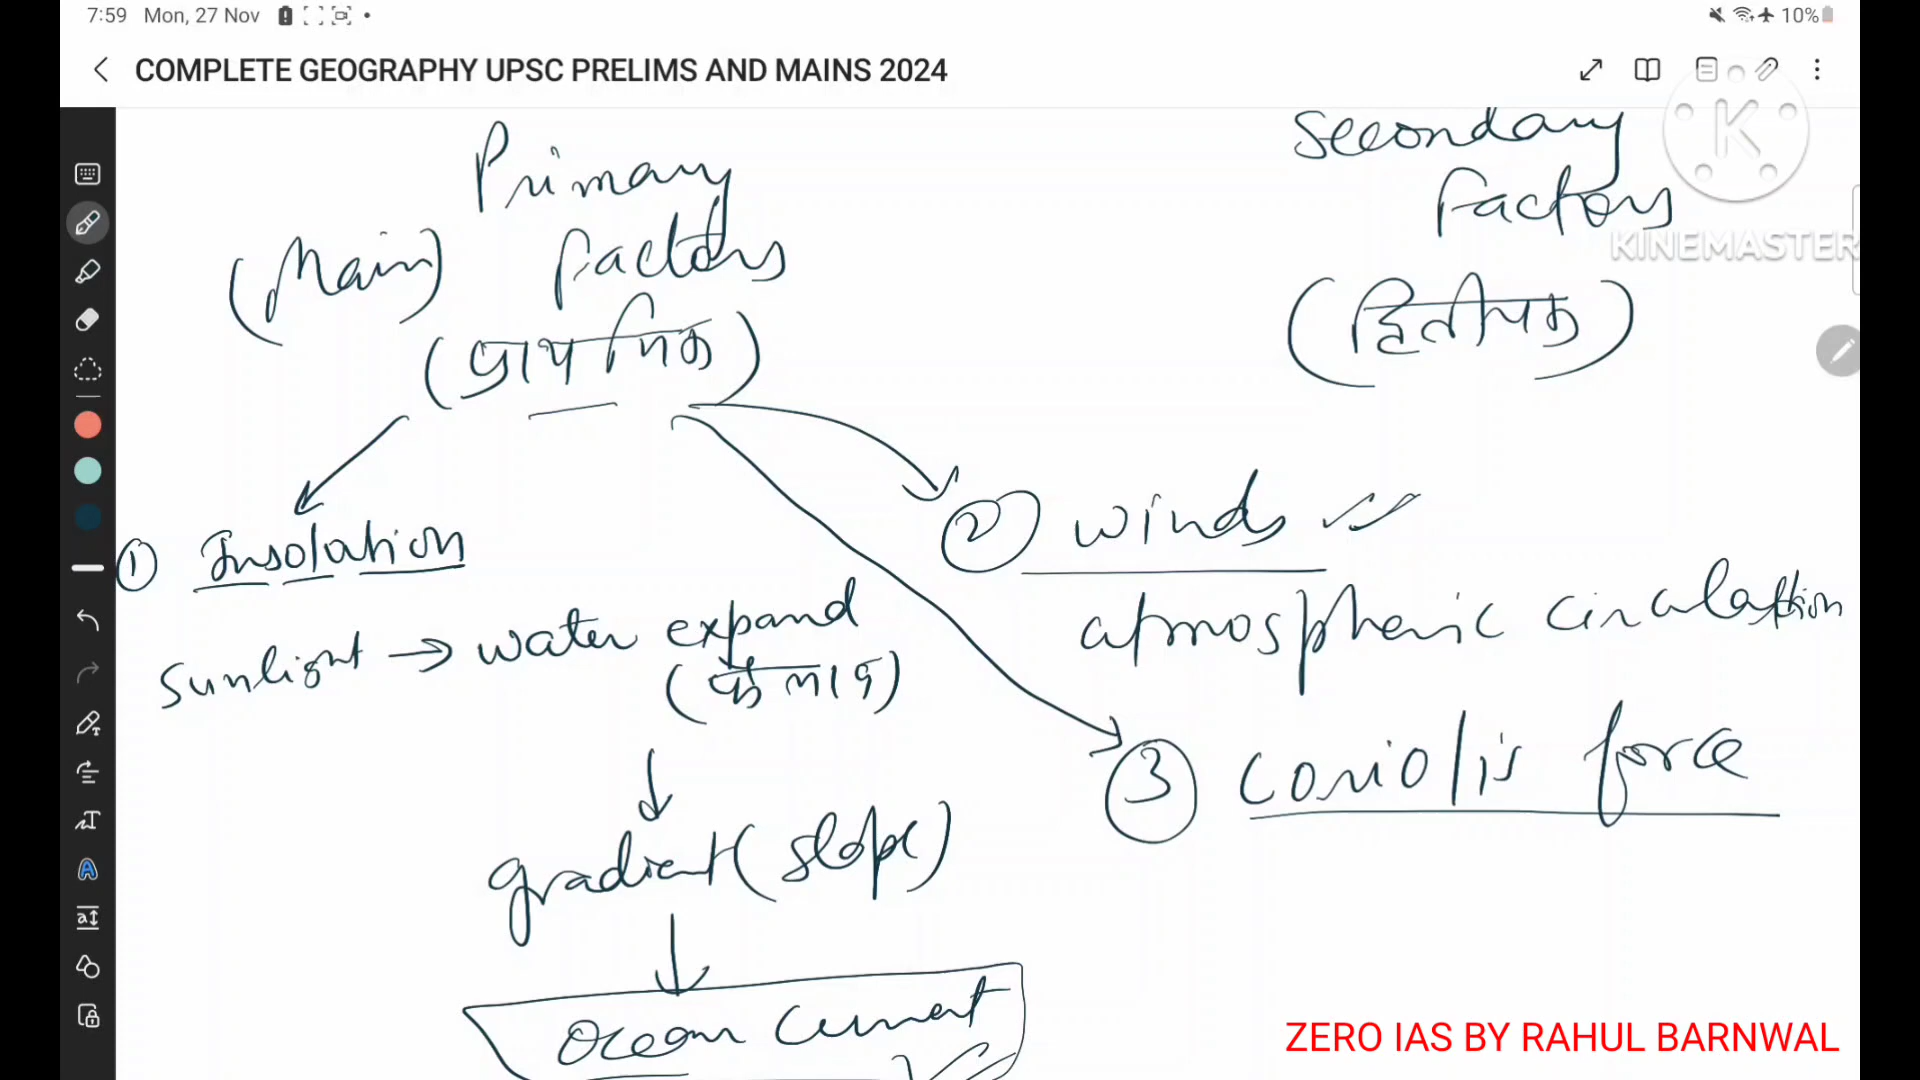 7:59 Mon, 27 Nov
10%
COMPLETE GEOGRAPHY UPSC PRELIMS AND MAINS 2024
KINEMASTER
Primary
(Main) factors
(प्राथमिक)
Secondary
factors
(द्वितीयक)
① Insolation
Sunlight → water expand
(फैलाव)
↓
gradient (slope)
↓
Ocean Current
② winds
atmospheric circulation
③ coriolis force
ZERO IAS BY RAHUL BARNWAL